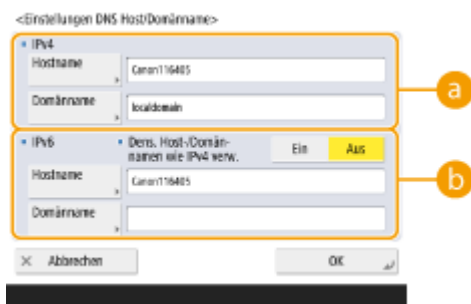 <Einstellungen DNS Host/Domänname>
IPv4
Hostname Canon116405
Domänname localdomain
a
IPv6 Dens. Host-/Domän-
namen wie IPv4 verw. Ein Aus
Hostname Canon116405
Domänname
b
× Abbrechen OK